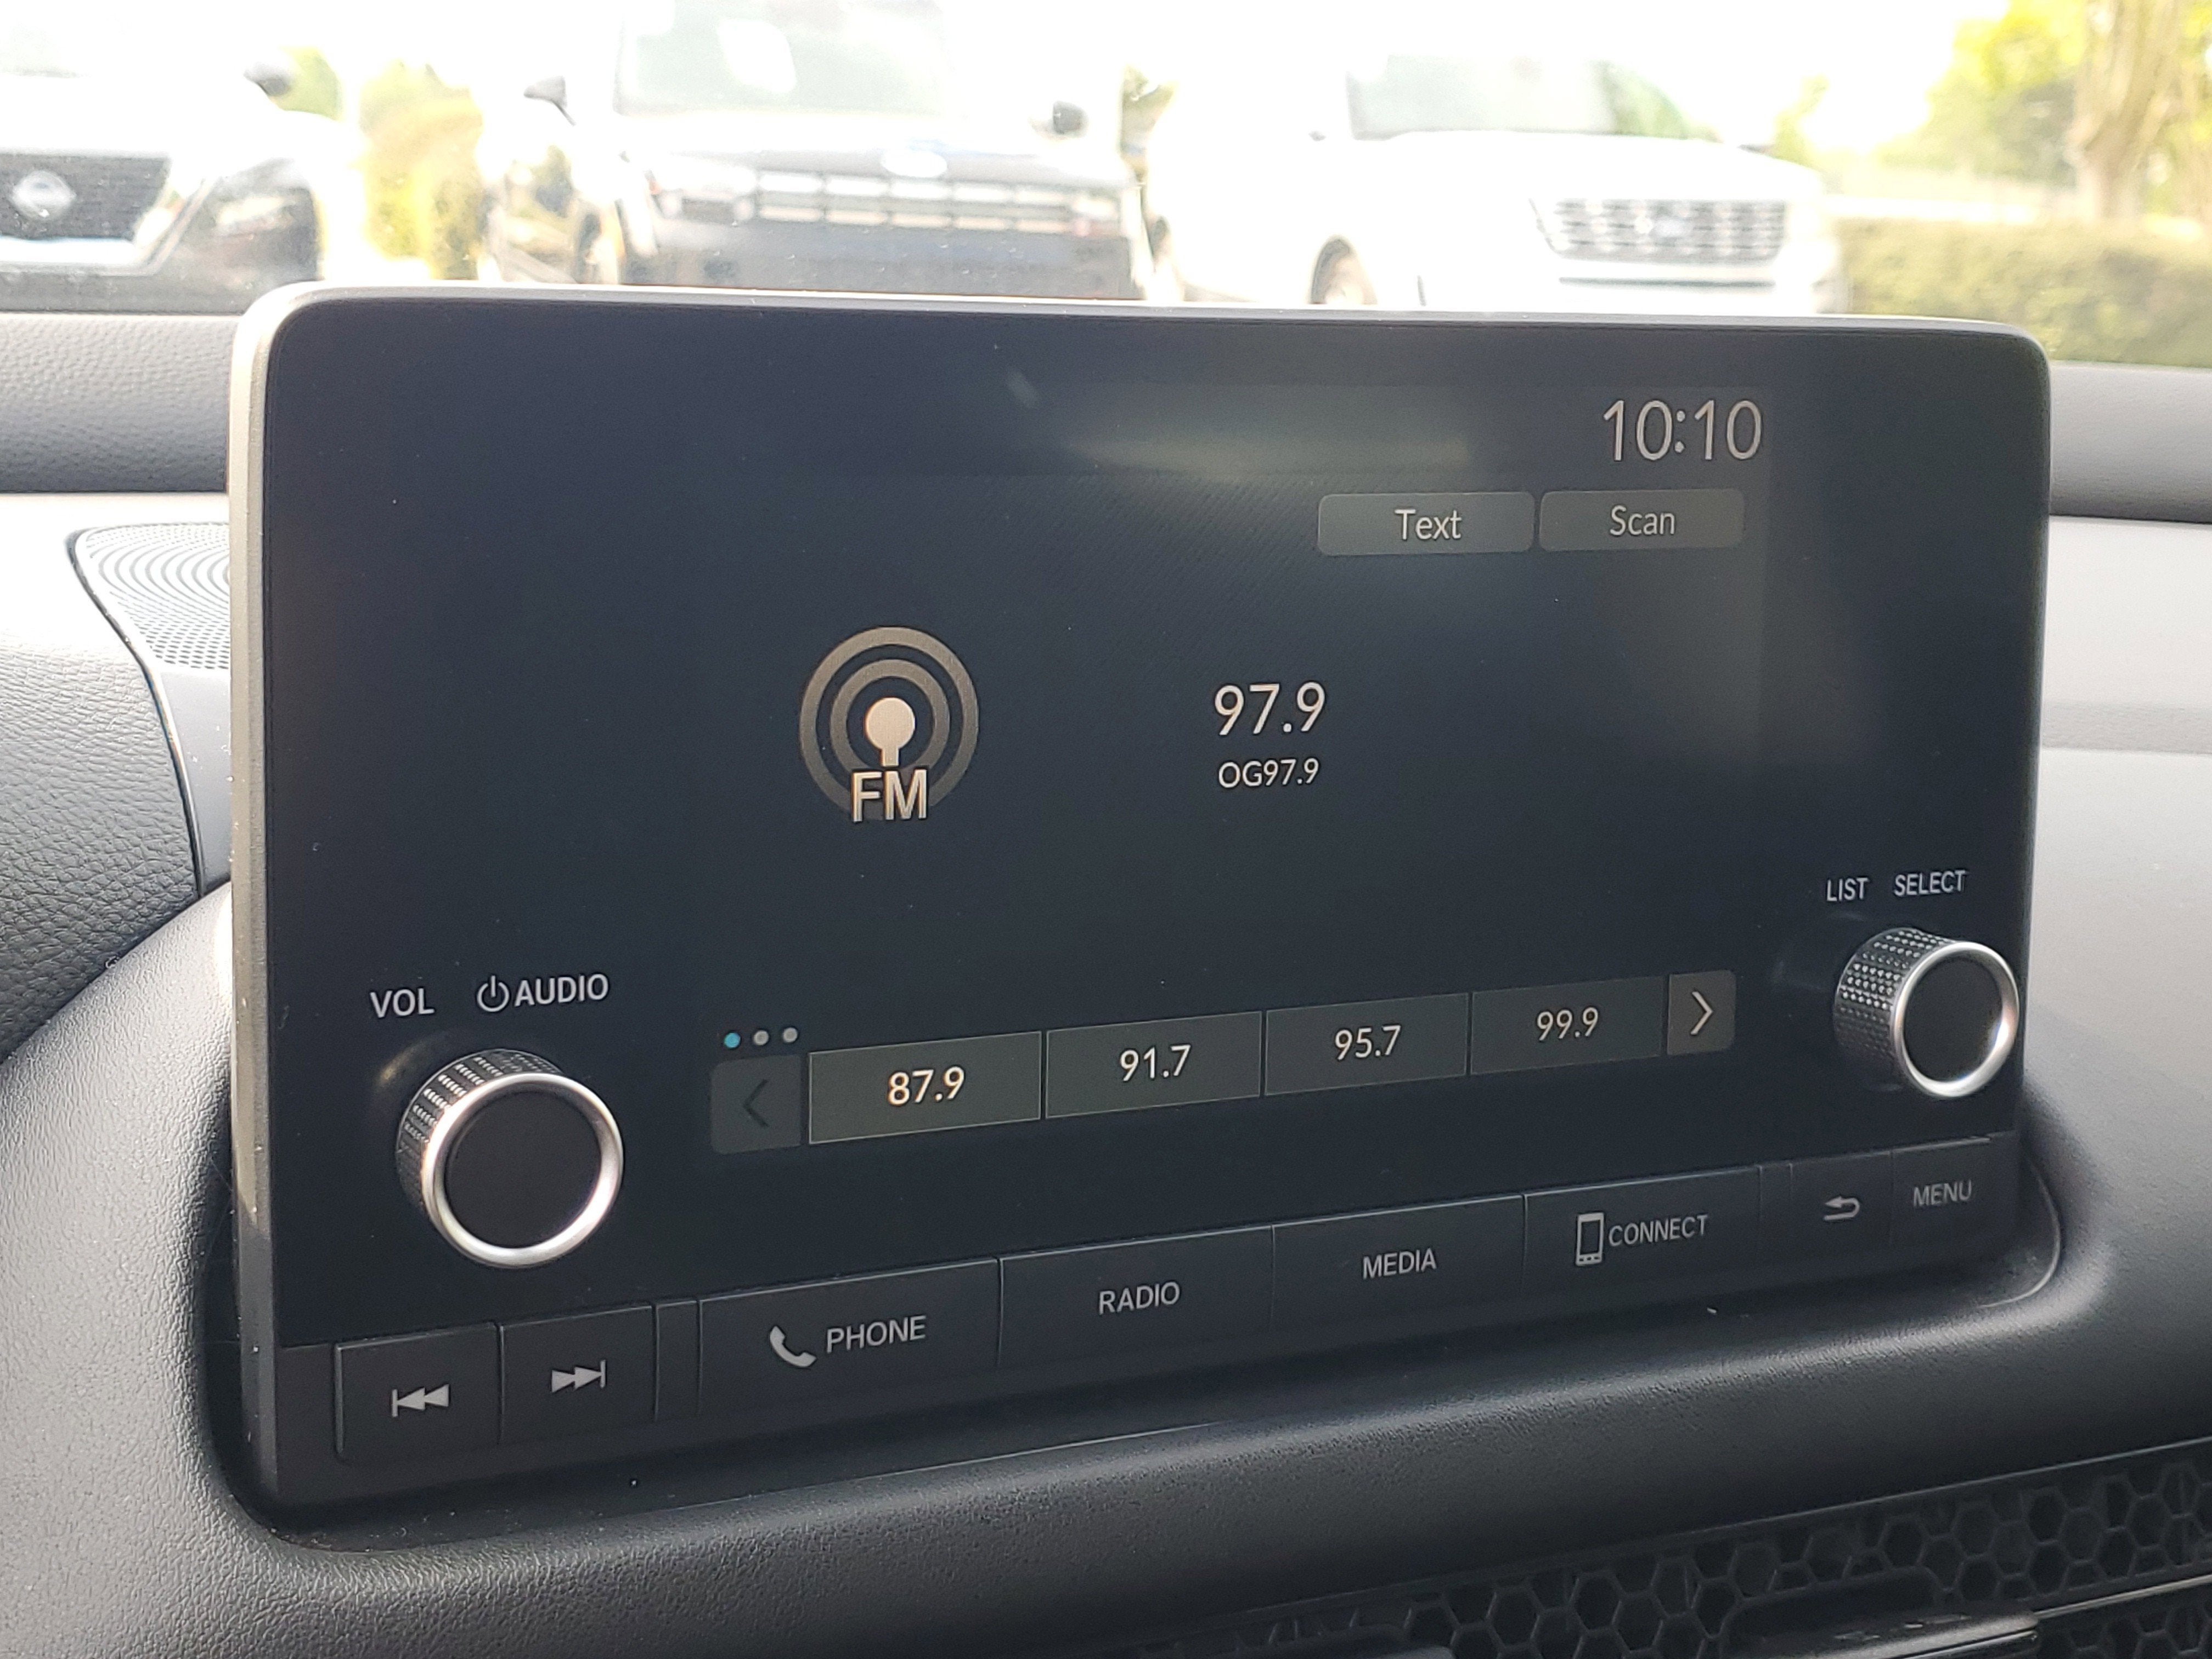 10:10
Text Scan
FM
97.9
OG97.9
LIST SELECT
VOL AUDIO
87.9 91.7 95.7 99.9
PHONE RADIO MEDIA CONNECT MENU